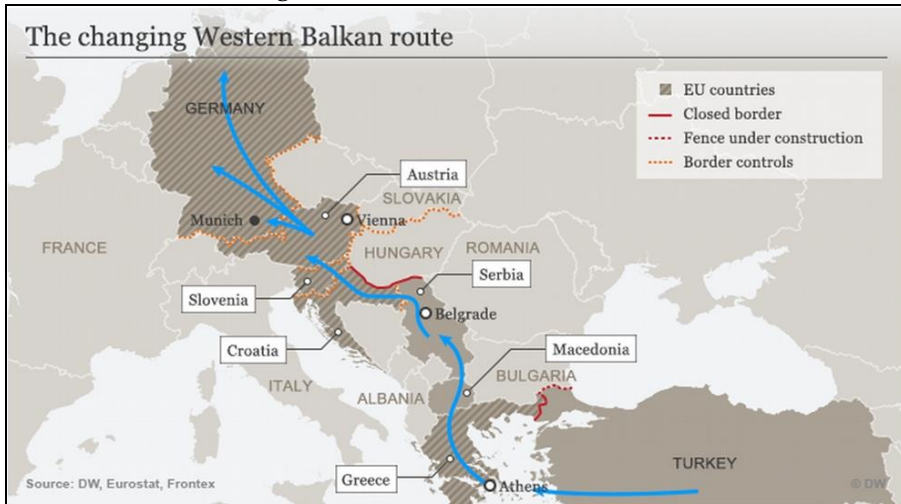 The changing Western Balkan route
EU countries
Closed border
Fence under construction
Border controls
GERMANY
Austria
SLOVAKIA
Munich
Vienna
FRANCE
HUNGARY
ROMANIA
Serbia
Slovenia
Belgrade
Croatia
Macedonia
BULGARIA
ITALY
ALBANIA
TURKEY
Greece
Athens
Source: DW, Eurostat, Frontex
© DW